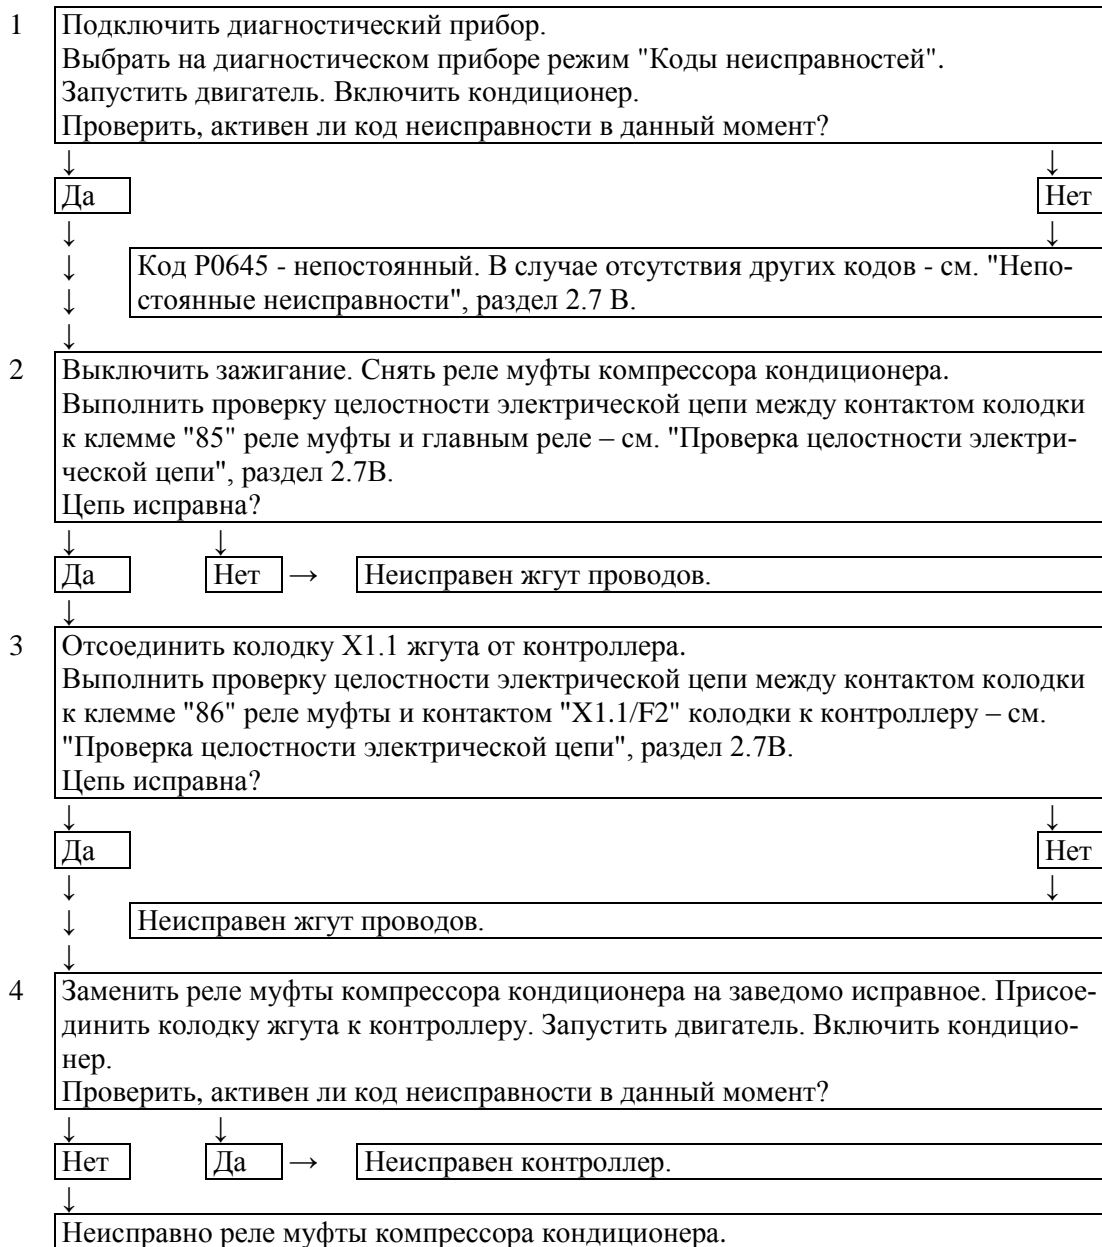 1 Подключить диагностический прибор.
Выбрать на диагностическом приборе режим "Коды неисправностей".
Запустить двигатель. Включить кондиционер.
Проверить, активен ли код неисправности в данный момент?
↓ ↓
Да Нет
↓ ↓
↓ Код Р0645 - непостоянный. В случае отсутствия других кодов - см. "Непо-
↓ стоянные неисправности", раздел 2.7 В.
↓
2 Выключить зажигание. Снять реле муфты компрессора кондиционера.
Выполнить проверку целостности электрической цепи между контактом колодки
к клемме "85" реле муфты и главным реле – см. "Проверка целостности электри-
ческой цепи", раздел 2.7В.
Цепь исправна?
↓ ↓
Да Нет → Неисправен жгут проводов.
↓
3 Отсоединить колодку Х1.1 жгута от контроллера.
Выполнить проверку целостности электрической цепи между контактом колодки
к клемме "86" реле муфты и контактом "Х1.1/F2" колодки к контроллеру – см.
"Проверка целостности электрической цепи", раздел 2.7В.
Цепь исправна?
↓ ↓
Да Нет
↓ ↓
↓ Неисправен жгут проводов.
↓
4 Заменить реле муфты компрессора кондиционера на заведомо исправное. Присое-
динить колодку жгута к контроллеру. Запустить двигатель. Включить кондицио-
нер.
Проверить, активен ли код неисправности в данный момент?
↓ ↓
Нет Да → Неисправен контроллер.
↓
Неисправно реле муфты компрессора кондиционера.